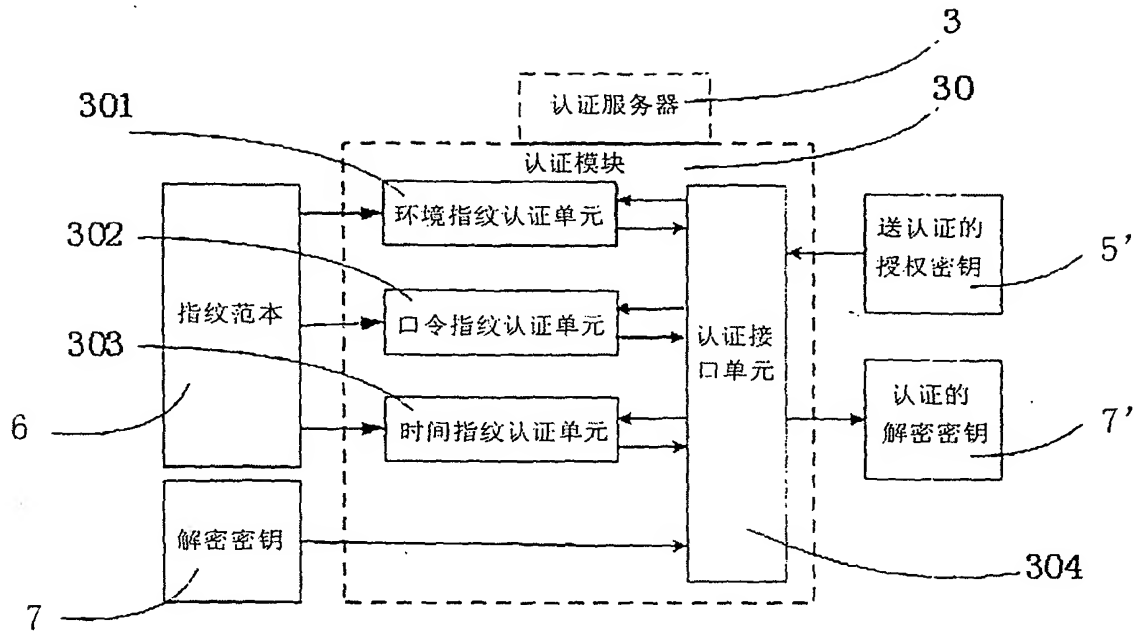 3
认证服务器
30
301
认证模块
环境指纹认证单元
送认证的
授权密钥
5'
302
指纹范本
口令指纹认证单元
认证接
口单元
303
认证的
解密密钥
7'
6
时间指纹认证单元
解密密钥
304
7